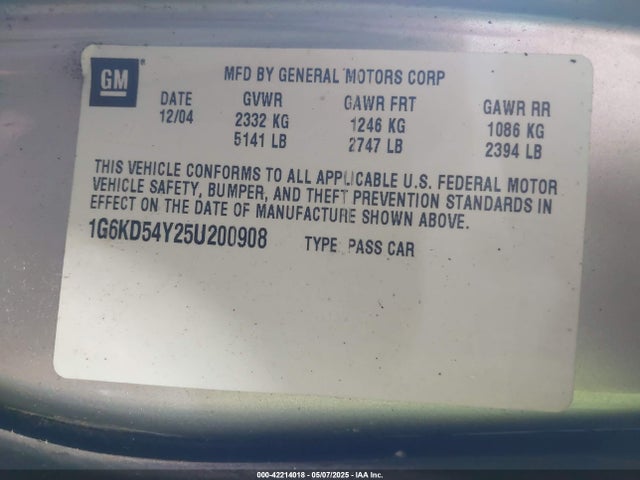 GM®
MFD BY GENERAL MOTORS CORP
DATE GVWR GAWR FRT GAWR RR
12/04 2332 KG 1246 KG 1086 KG
5141 LB 2747 LB 2394 LB
THIS VEHICLE CONFORMS TO ALL APPLICABLE U.S. FEDERAL MOTOR
VEHICLE SAFETY, BUMPER, AND THEFT PREVENTION STANDARDS IN
EFFECT ON THE DATE OF MANUFACTURE SHOWN ABOVE.
1G6KD54Y25U200908 TYPE PASS CAR
000-42214018 | 05/07/2025 | IAA Inc.